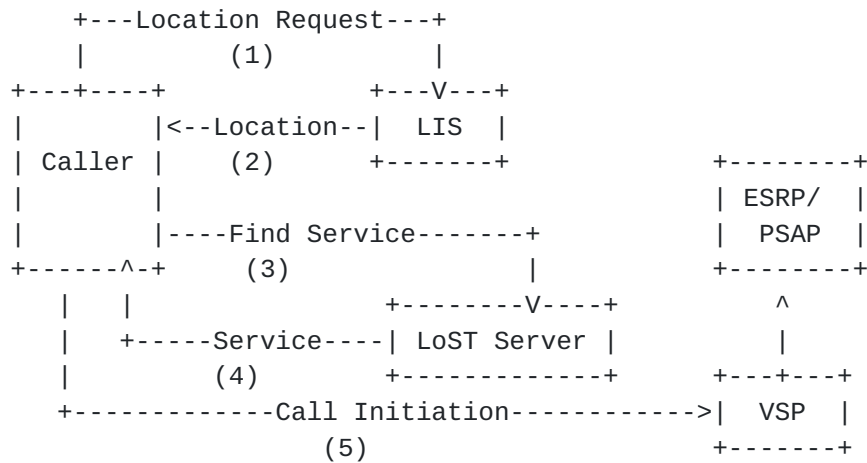 +---Location Request---+
|         (1)          |
+---+----+              +---V---+
|        |<--Location--|  LIS  |
| Caller |    (2)      +-------+              +--------+
|        |                                    | ESRP/  |
|        |----Find Service-------+            |  PSAP  |
+------^-+     (3)               |            +--------+
|   |                +--------V----+          ^
|   +-----Service----| LoST Server |          |
|         (4)        +-------------+      +---+---+
+-------------Call Initiation------------>|  VSP  |
(5)                       +-------+